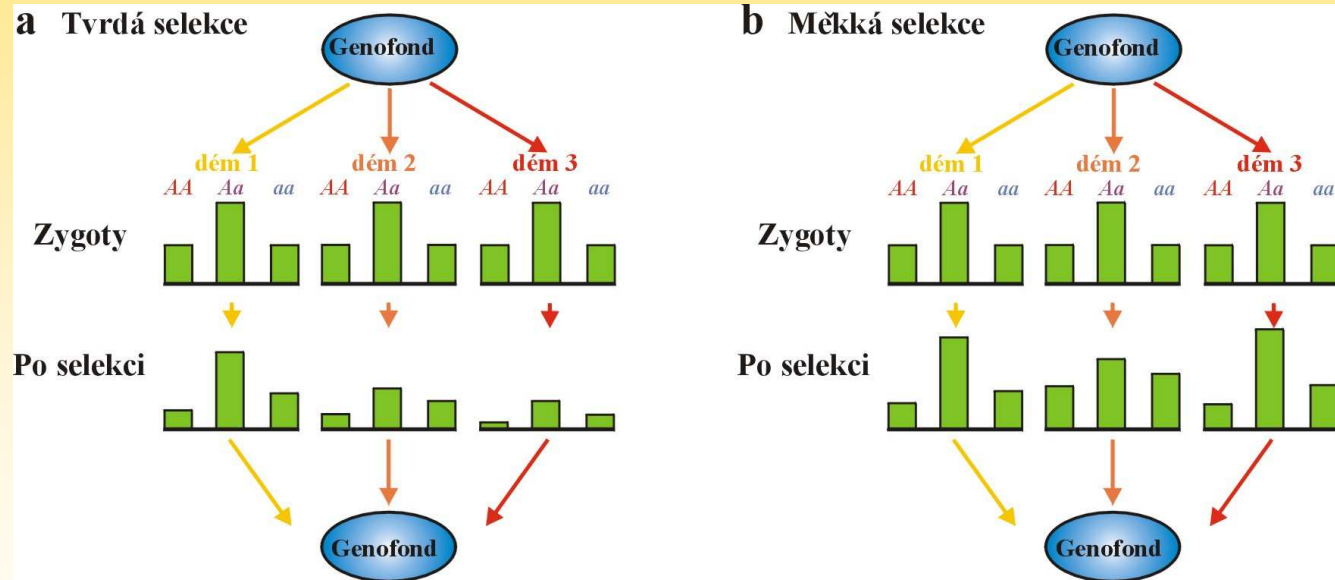 a Tvrdá selekce
Genofond
dém 1 dém 2 dém 3
AA Aa aa AA Aa aa AA Aa aa
Zygoty
Po selekci
Genofond
b Měkká selekce
Genofond
dém 1 dém 2 dém 3
AA Aa aa AA Aa aa AA Aa aa
Zygoty
Po selekci
Genofond